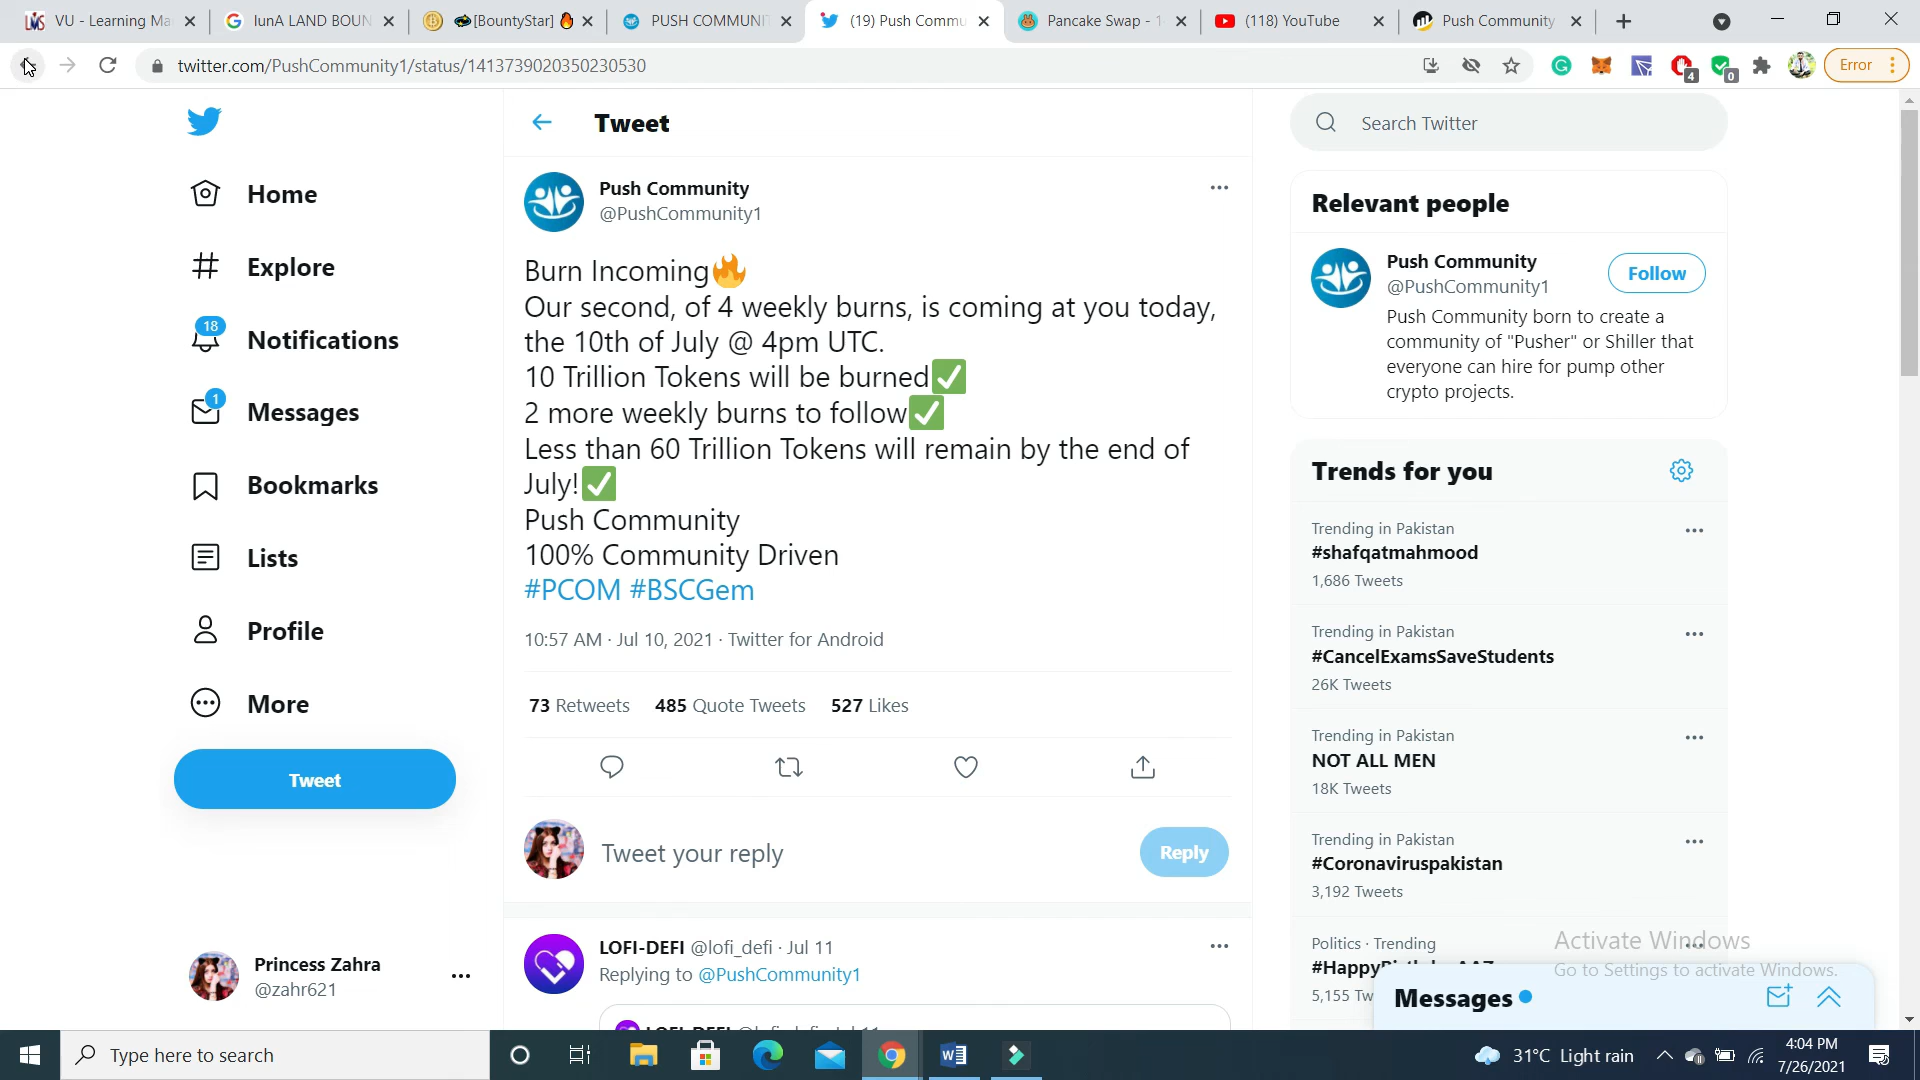 VU - Learning Ma
lunA LAND BOUN
[BountyStar]
PUSH COMMUNIT
(19) Push Commu
Pancake Swap - 1
(118) YouTube
Push Community
twitter.com/PushCommunity1/status/1413739020350230530
4
0
Error
Home
Explore
18
Notifications
1
Messages
Bookmarks
Lists
Profile
More
Tweet
Princess Zahra
@zahr621
Tweet
Push Community
@PushCommunity1
Burn Incoming🔥
Our second, of 4 weekly burns, is coming at you today,
the 10th of July @ 4pm UTC.
10 Trillion Tokens will be burned✅
2 more weekly burns to follow✅
Less than 60 Trillion Tokens will remain by the end of
July!✅
Push Community
100% Community Driven
#PCOM #BSCGem
10:57 AM · Jul 10, 2021 · Twitter for Android
73 Retweets 485 Quote Tweets 527 Likes
Tweet your reply
Reply
LOFI-DEFI @lofi_defi · Jul 11
Replying to @PushCommunity1
Search Twitter
Relevant people
Push Community
@PushCommunity1
Follow
Push Community born to create a
community of "Pusher" or Shiller that
everyone can hire for pump other
crypto projects.
Trends for you
Trending in Pakistan
#shafqatmahmood
1,686 Tweets
Trending in Pakistan
#CancelExamsSaveStudents
26K Tweets
Trending in Pakistan
NOT ALL MEN
18K Tweets
Trending in Pakistan
#Coronaviruspakistan
3,192 Tweets
Politics · Trending
5,155 Tw
Activate Windows
Go to Settings to activate Windows.
Messages
Type here to search
31°C Light rain
4:04 PM
7/26/2021